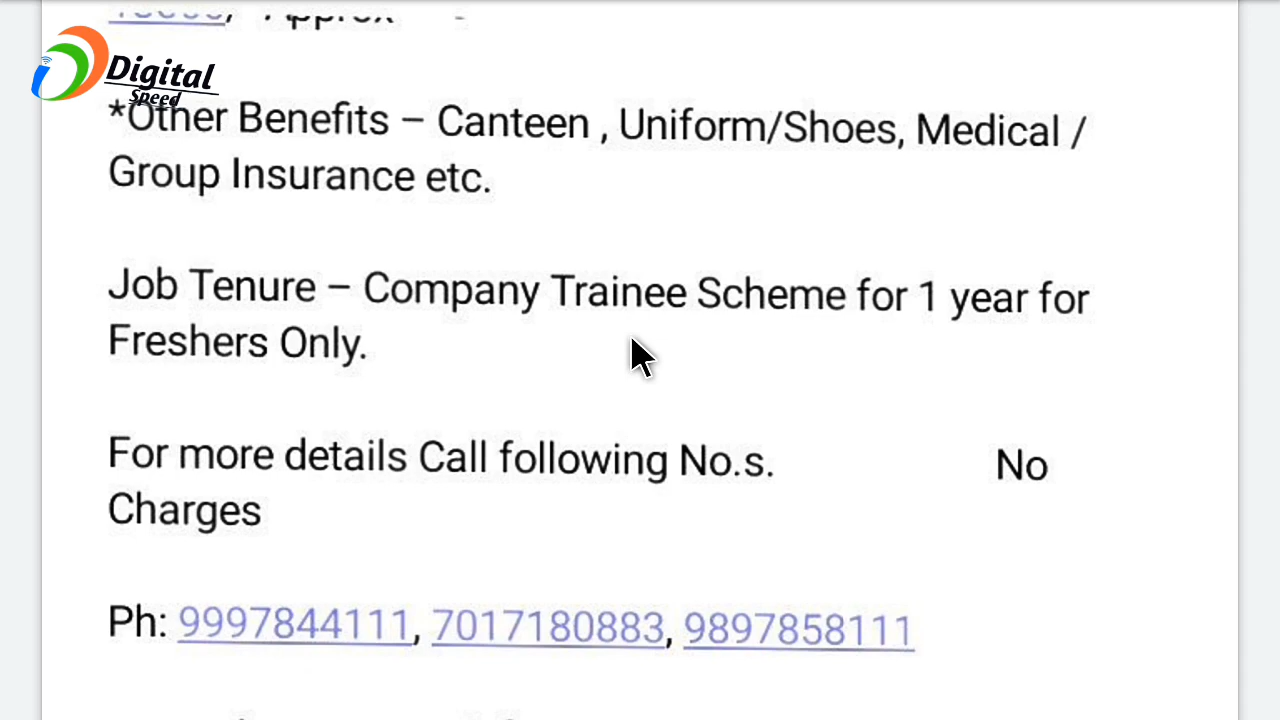 Approx
Digital
Speed
*Other Benefits – Canteen , Uniform/Shoes, Medical /
Group Insurance etc.
Job Tenure – Company Trainee Scheme for 1 year for
Freshers Only.
For more details Call following No.s. No
Charges
Ph: 9997844111, 7017180883, 9897858111